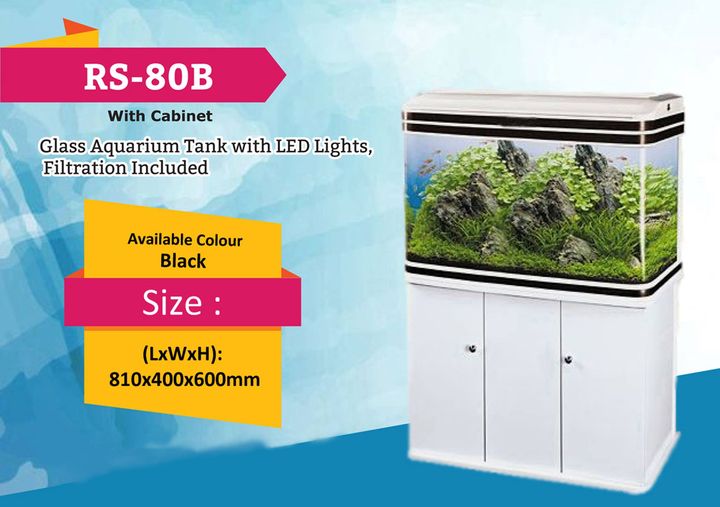 RS-80B
With Cabinet
Glass Aquarium Tank with LED Lights,
Filtration Included
Available Colour
Black
Size :
(LxWxH):
810x400x600mm